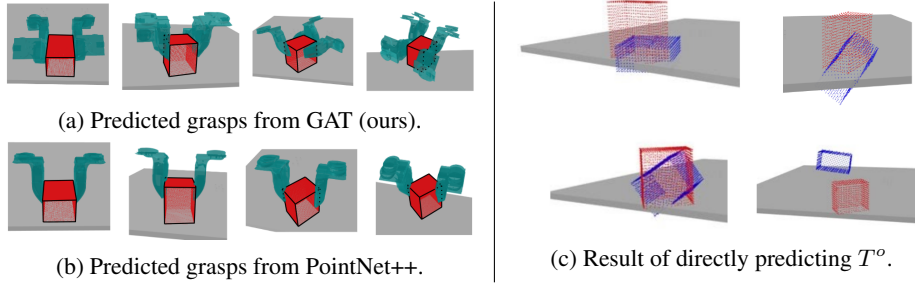 (a) Predicted grasps from GAT (ours).
(b) Predicted grasps from PointNet++.
(c) Result of directly predicting T^o.